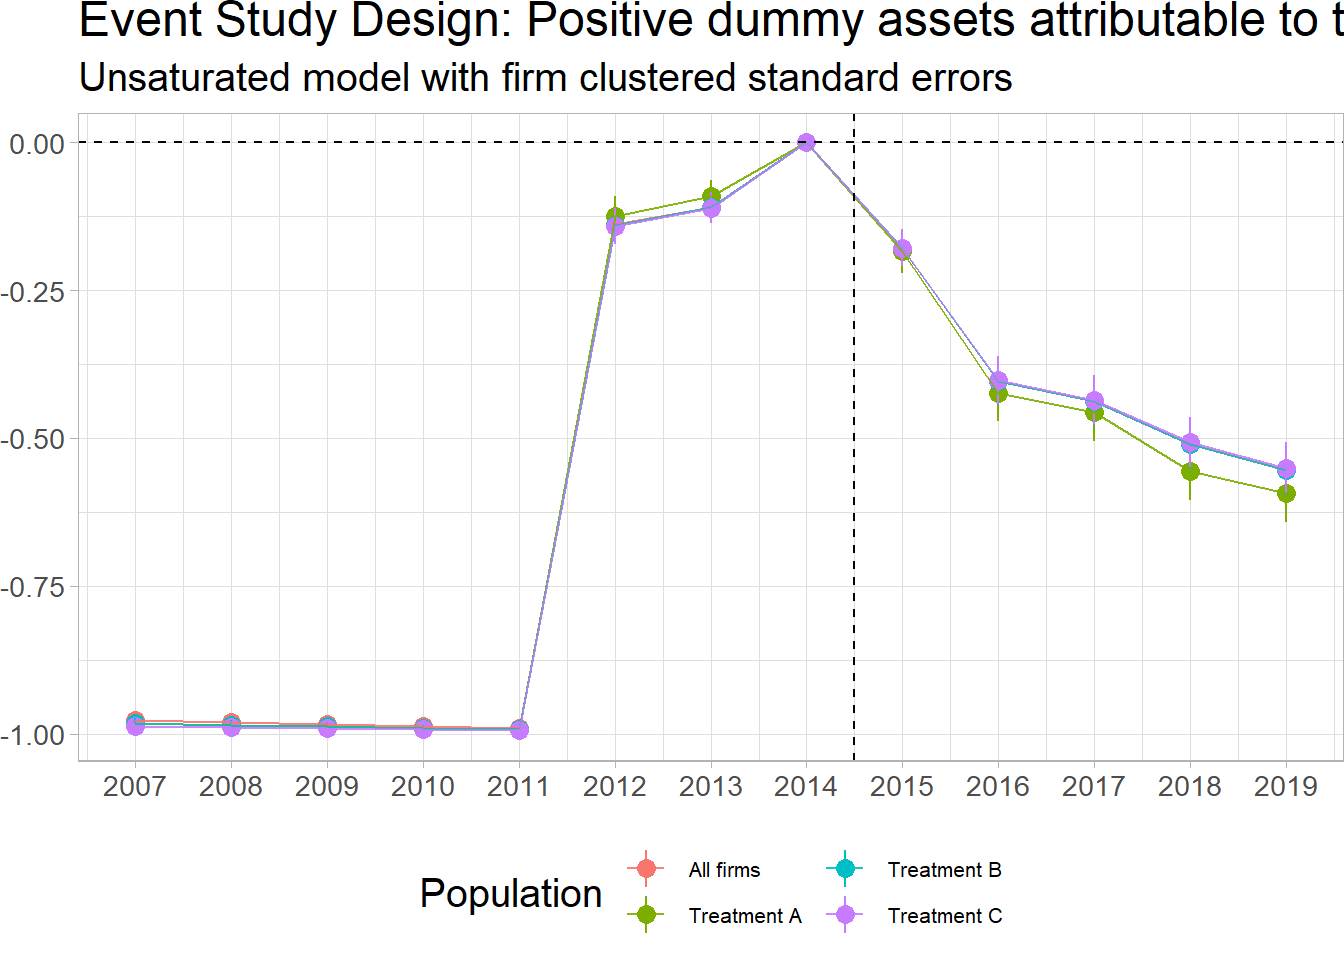 Event Study Design: Positive dummy assets attributable to t
Unsaturated model with firm clustered standard errors
0.00
-0.25
-0.50
-0.75
-1.00
2007 2008 2009 2010 2011 2012 2013 2014 2015 2016 2017 2018 2019
Population
All firms
Treatment A
Treatment B
Treatment C